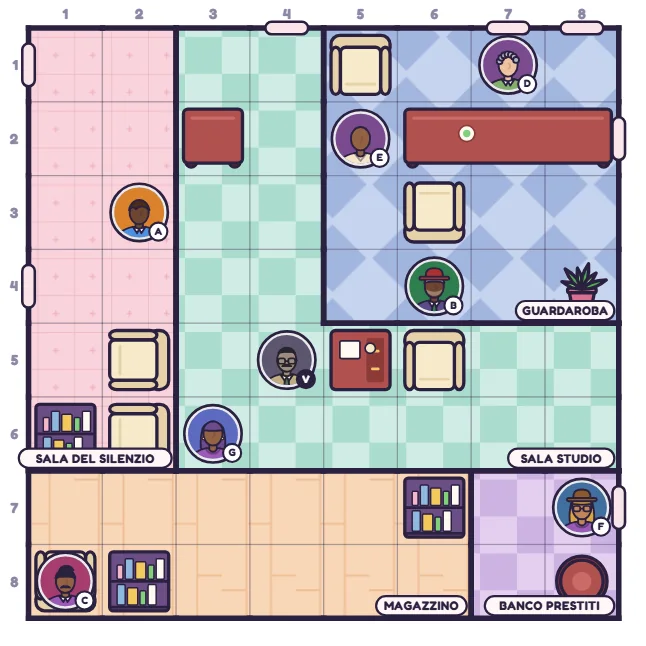 1 2 3 4 5 6 7 8
1
D
2
E
3
A
4
B
GUARDAROBA
5
V
6
G
SALA DEL SILENZIO
SALA STUDIO
7
F
8
C
MAGAZZINO
BANCO PRESTITI